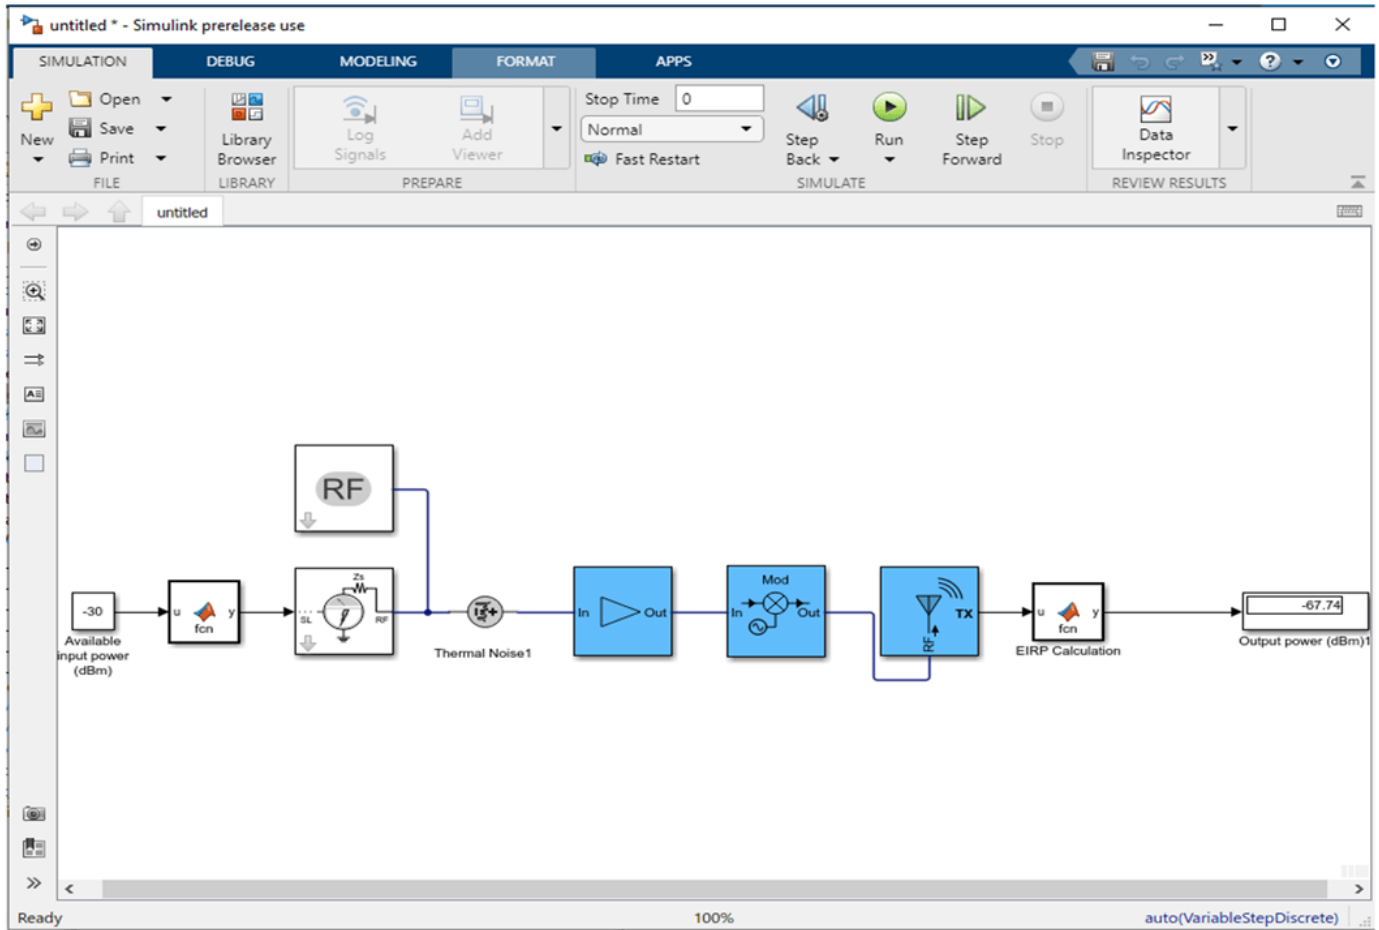 untitled * - Simulink prerelease use
SIMULATION DEBUG MODELING FORMAT APPS
New
Open
Save
Print
FILE
Library
Browser
LIBRARY
Log
Signals
Add
Viewer
PREPARE
Stop Time 0
Normal
Fast Restart
Step
Back
Run
Step
Forward
Stop
SIMULATE
Data
Inspector
REVIEW RESULTS
untitled
RF
-30
Available
input power
(dBm)
u fcn y
SL Zs RF
Thermal Noise1
In Out
Mod
In Out
TX
RF
u fcn y
EIRP Calculation
-67.74
Output power (dBm)1
Ready 100% auto(VariableStepDiscrete)